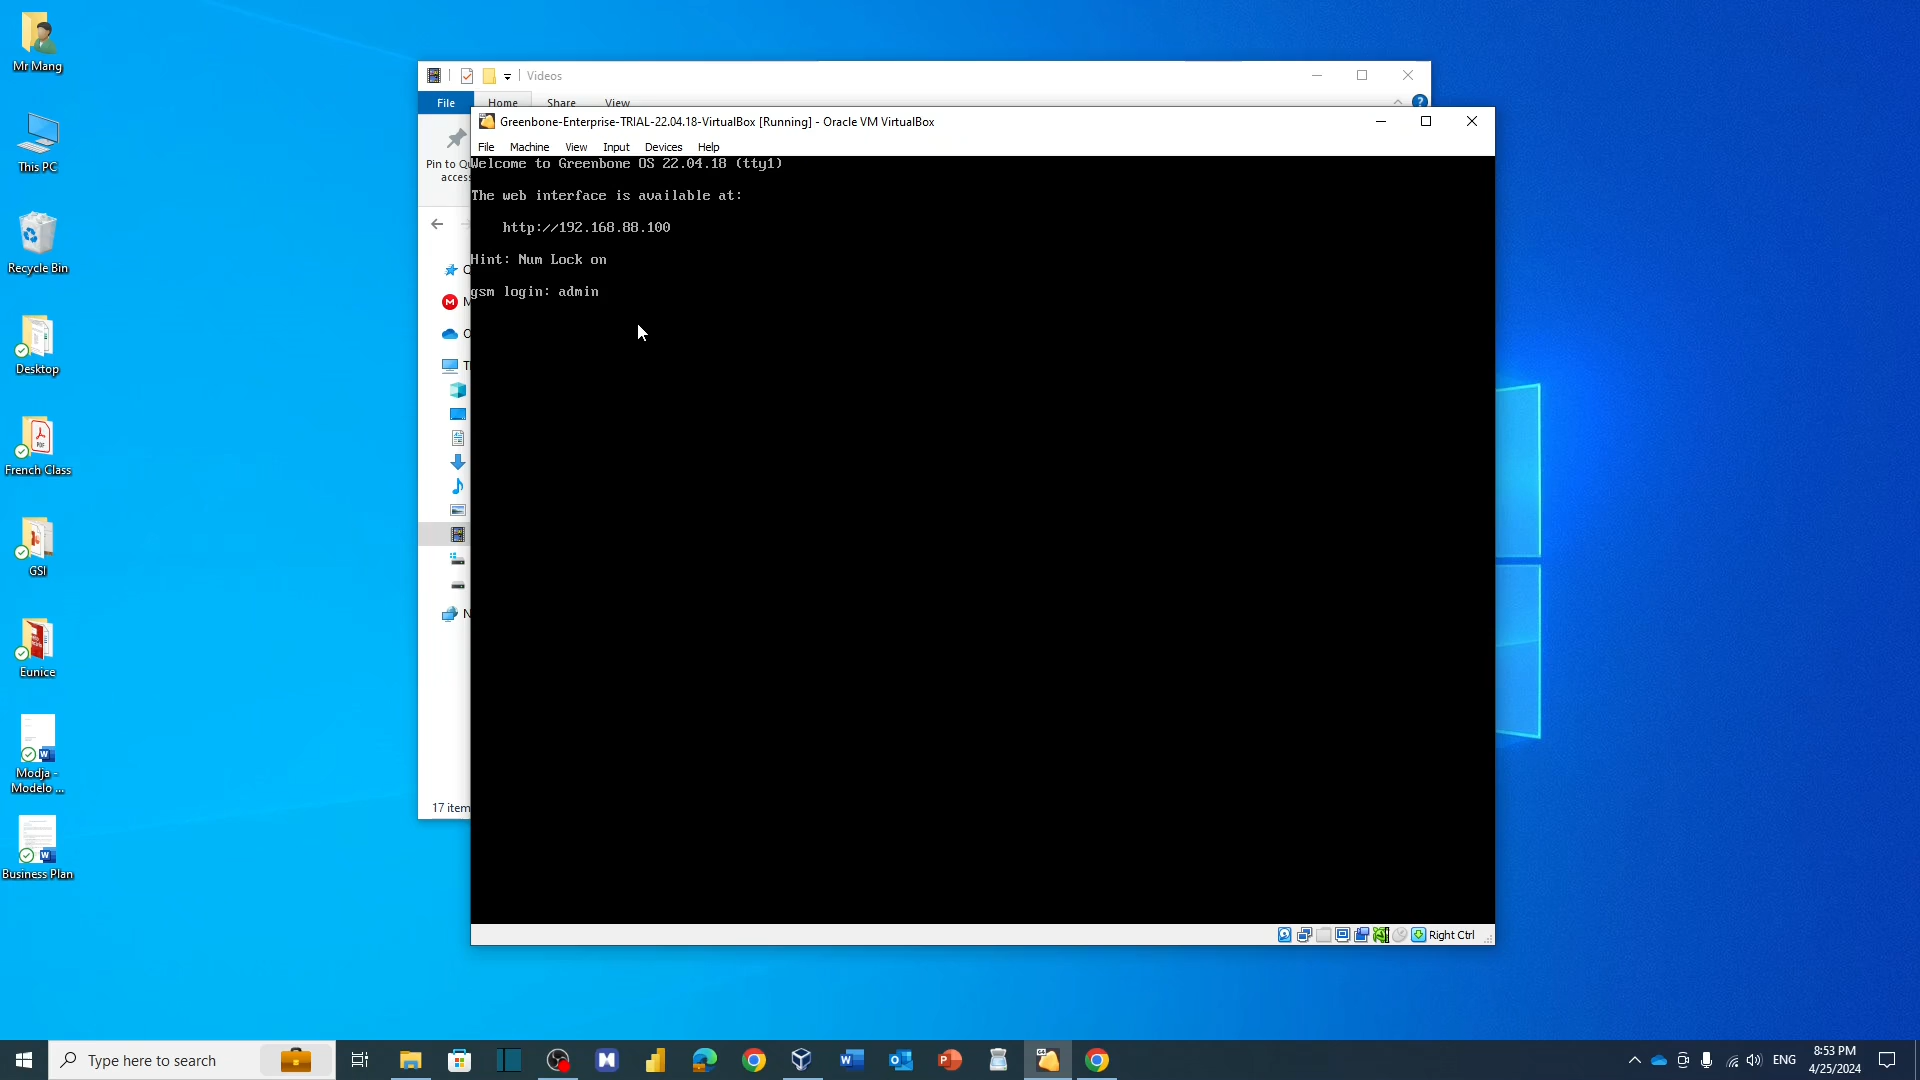 Mr Mang
This PC
Recycle Bin
Desktop
French Class
GSI
Eunice
Modja -
Modelo ...
Business Plan
Videos
File
Home
Share
View
Pin to Qu
access
17 item
Greenbone-Enterprise-TRIAL-22.04.18-VirtualBox [Running] - Oracle VM VirtualBox
File Machine View Input Devices Help
Welcome to Greenbone OS 22.04.18 (tty1)
The web interface is available at:
http://192.168.88.100
Hint: Num Lock on
gsm login: admin
Right Ctrl
Type here to search
ENG
8:53 PM
4/25/2024